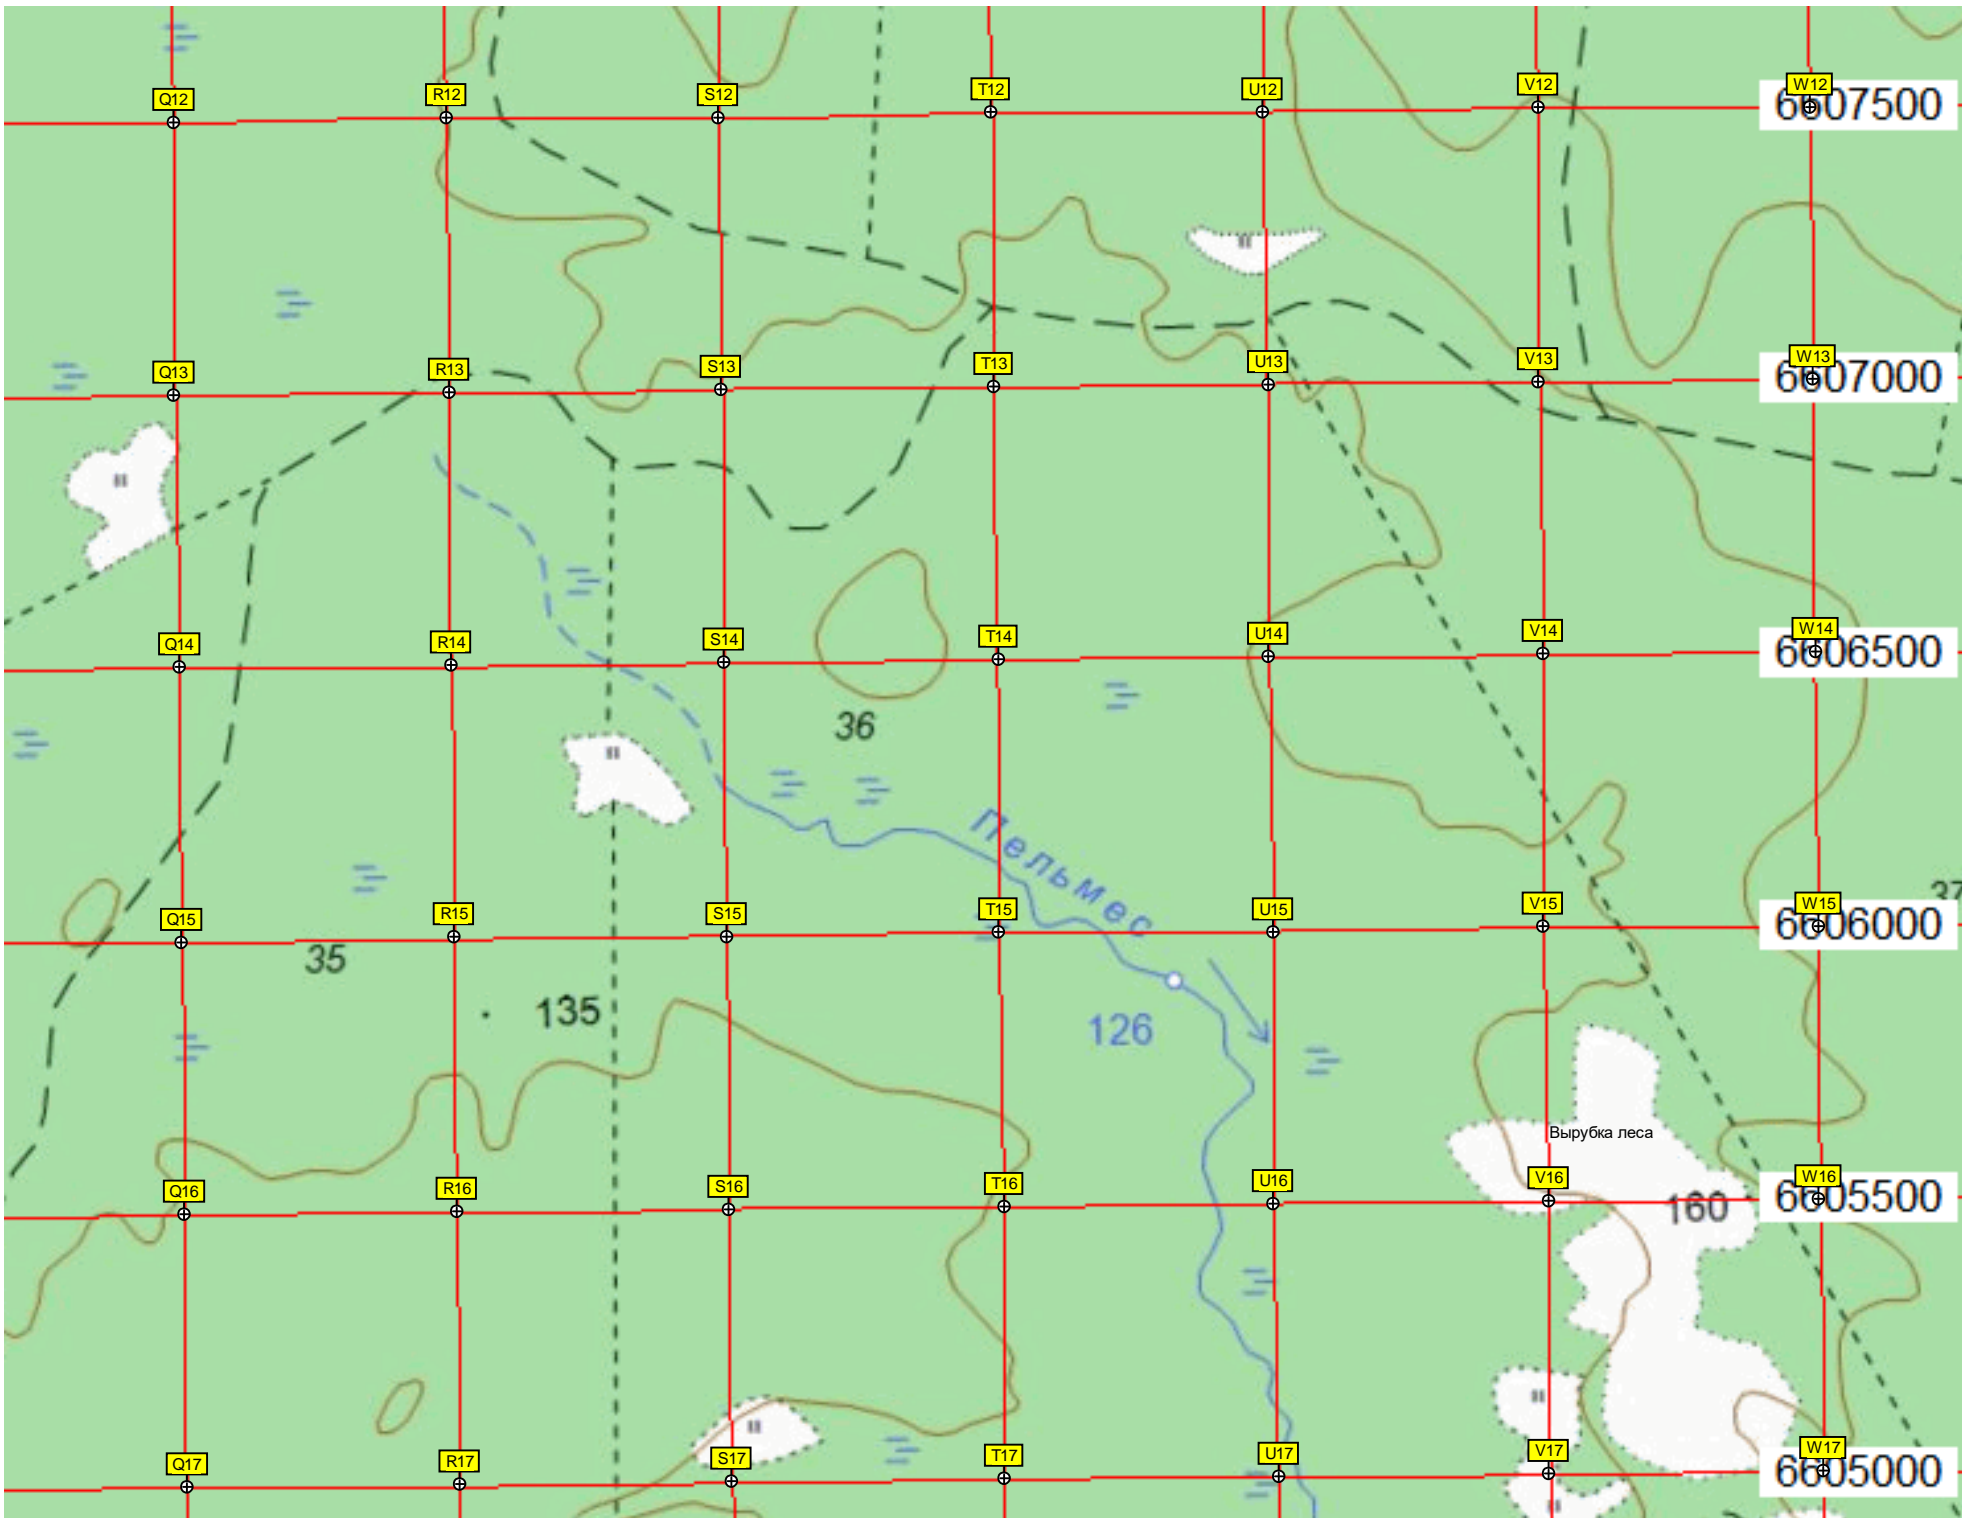 Q12 R12 S12 T12 U12 V12 W12
6607500
Q13 R13 S13 T13 U13 V13 W13
6607000
Q14 R14 S14 T14 U14 V14 W14
6606500
36
Пельмес
37
Q15 R15 S15 T15 U15 V15 W15
6606000
35
135
126
Вырубка леса
Q16 R16 S16 T16 U16 V16 W16
6605500
160
Q17 R17 S17 T17 U17 V17 W17
6605000